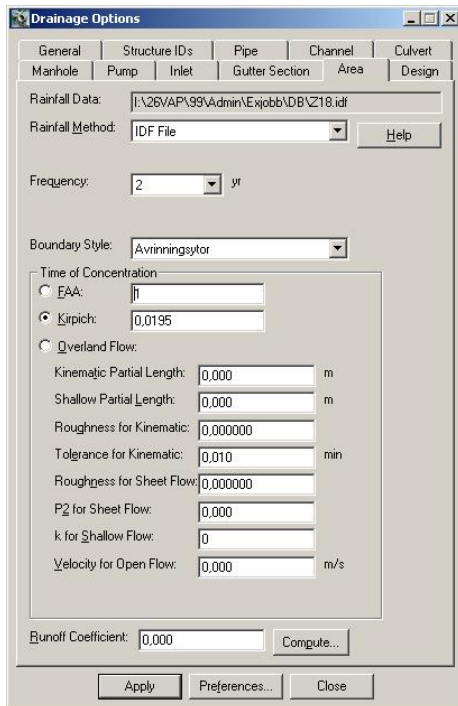 Drainage Options
General Structure IDs Pipe Channel Culvert
Manhole Pump Inlet Gutter Section Area Design
Rainfall Data: I:\26VAP\99\Admin\Exjobb\DB\Z18.idf
Rainfall Method: IDF File Help
Frequency: 2 yr
Boundary Style: Avrinningsytor
Time of Concentration
FAA: 1
Kirpich: 0,0195
Overland Flow:
Kinematic Partial Length: 0,000 m
Shallow Partial Length: 0,000 m
Roughness for Kinematic: 0,000000
Tolerance for Kinematic: 0,010 min
Roughness for Sheet Flow: 0,000000
P2 for Sheet Flow: 0,000
k for Shallow Flow: 0
Velocity for Open Flow: 0,000 m/s
Runoff Coefficient: 0,000 Compute...
Apply Preferences... Close